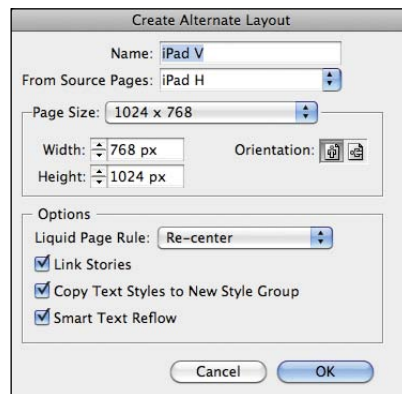 Create Alternate Layout
Name: iPad V
From Source Pages: iPad H
Page Size: 1024 x 768
Width: 768 px Orientation:
Height: 1024 px
Options
Liquid Page Rule: Re-center
Link Stories
Copy Text Styles to New Style Group
Smart Text Reflow
Cancel OK